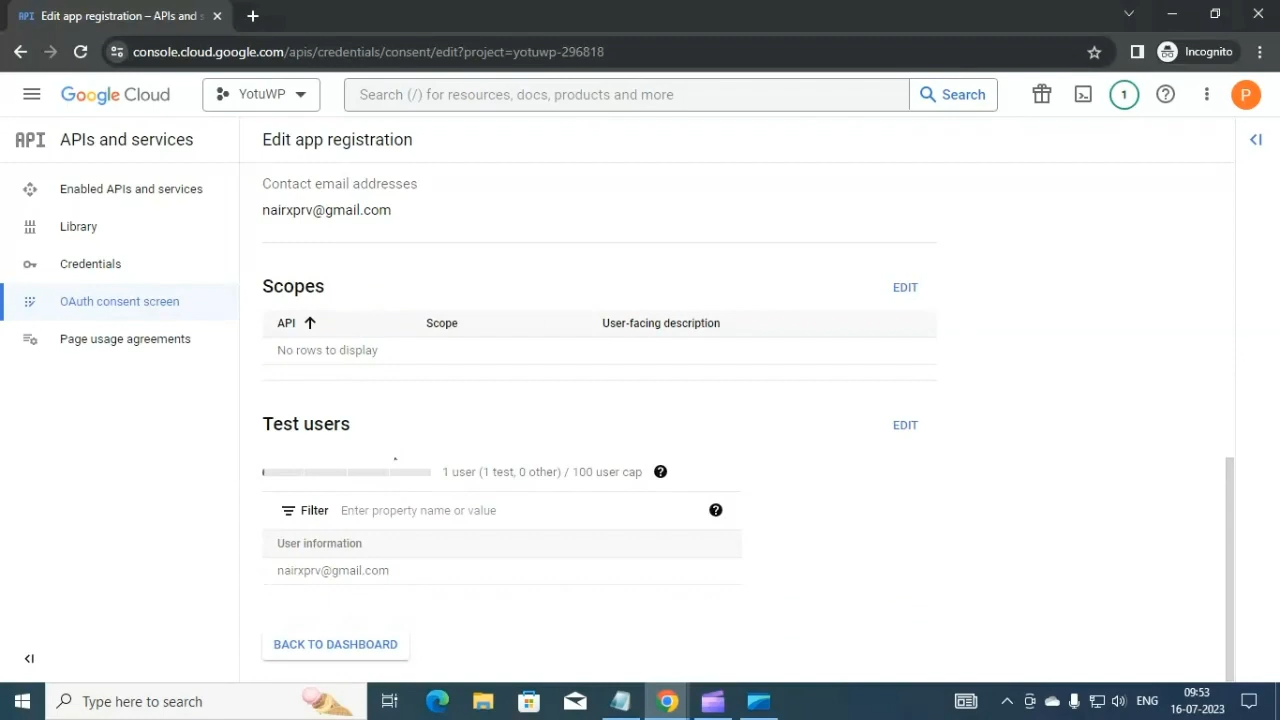 API Edit app registration – APIs and s
console.cloud.google.com/apis/credentials/consent/edit?project=yotuwp-296818
Incognito
Google Cloud
YotuWP
Search (/) for resources, docs, products and more
Search
1
P
API APIs and services
Edit app registration
Enabled APIs and services
Library
Credentials
OAuth consent screen
Page usage agreements
Contact email addresses
nairxprv@gmail.com
Scopes
EDIT
API
Scope
User-facing description
No rows to display
Test users
EDIT
1 user (1 test, 0 other) / 100 user cap
Filter
Enter property name or value
User information
nairxprv@gmail.com
BACK TO DASHBOARD
Type here to search
ENG
09:53
16-07-2023